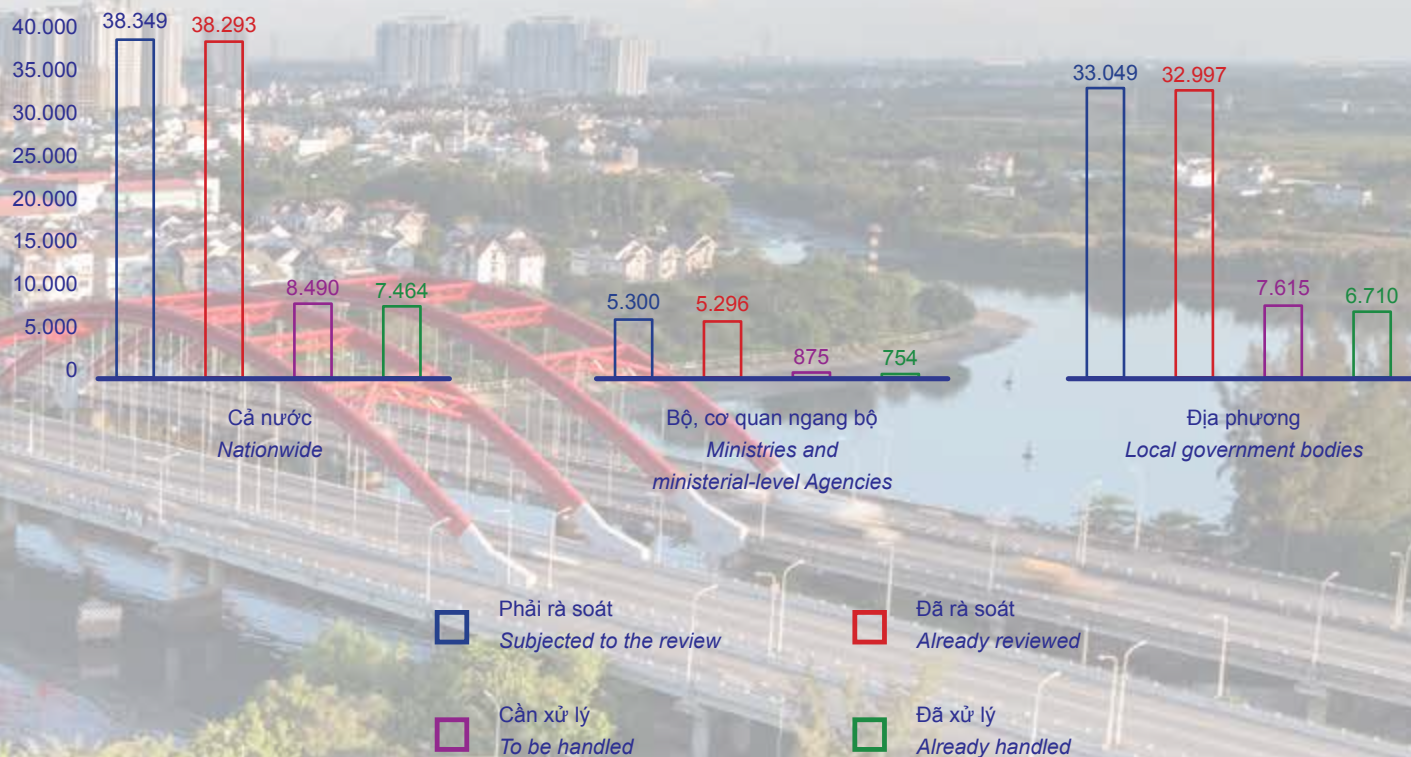 40.000
35.000
30.000
25.000
20.000
15.000
10.000
5.000
0
38.349
38.293
8.490
7.464
5.300
5.296
875
754
33.049
32.997
7.615
6.710
Cả nước
Nationwide
Bộ, cơ quan ngang bộ
Ministries and
ministerial-level Agencies
Địa phương
Local government bodies
Phải rà soát
Subjected to the review
Đã rà soát
Already reviewed
Cần xử lý
To be handled
Đã xử lý
Already handled